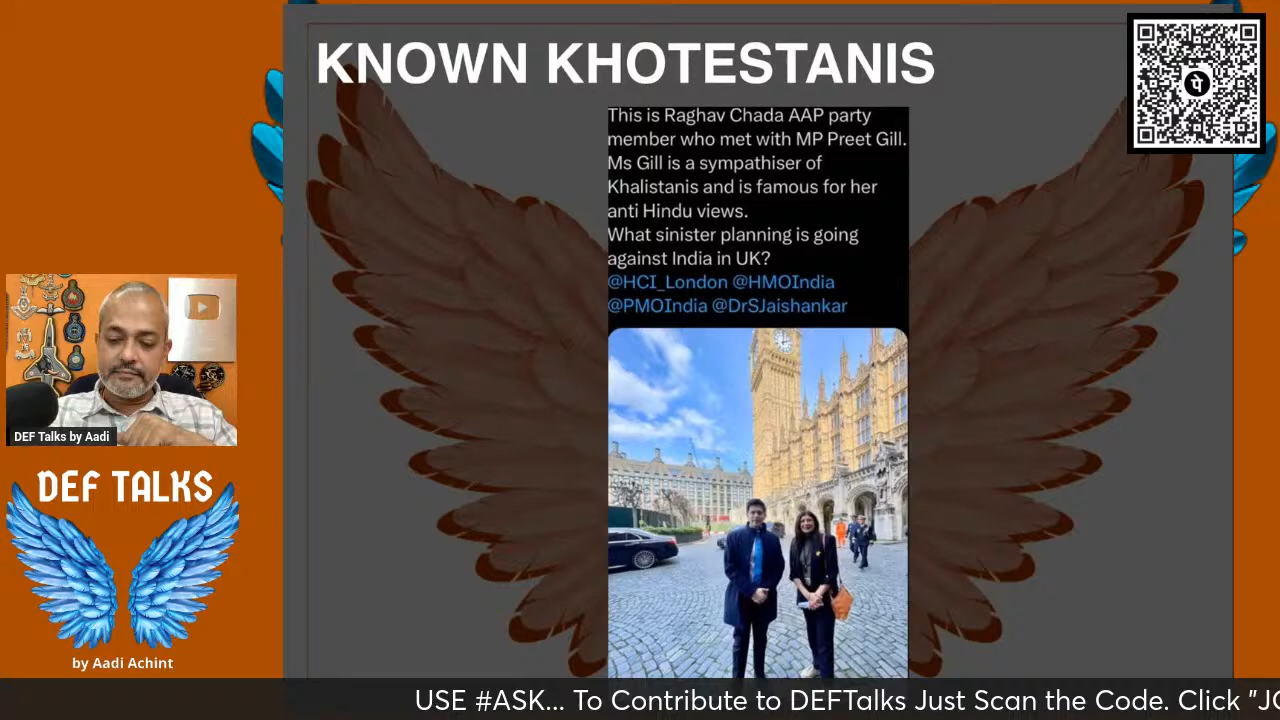 KNOWN KHOTESTANIS
पे
This is Raghav Chada AAP party
member who met with MP Preet Gill.
Ms Gill is a sympathiser of
Khalistanis and is famous for her
anti Hindu views.
What sinister planning is going
against India in UK?
@HCI_London @HMOIndia
@PMOIndia @DrSJaishankar
DEF Talks by Aadi
DEF TALKS
by Aadi Achint
USE #ASK... To Contribute to DEFTalks Just Scan the Code. Click "JO